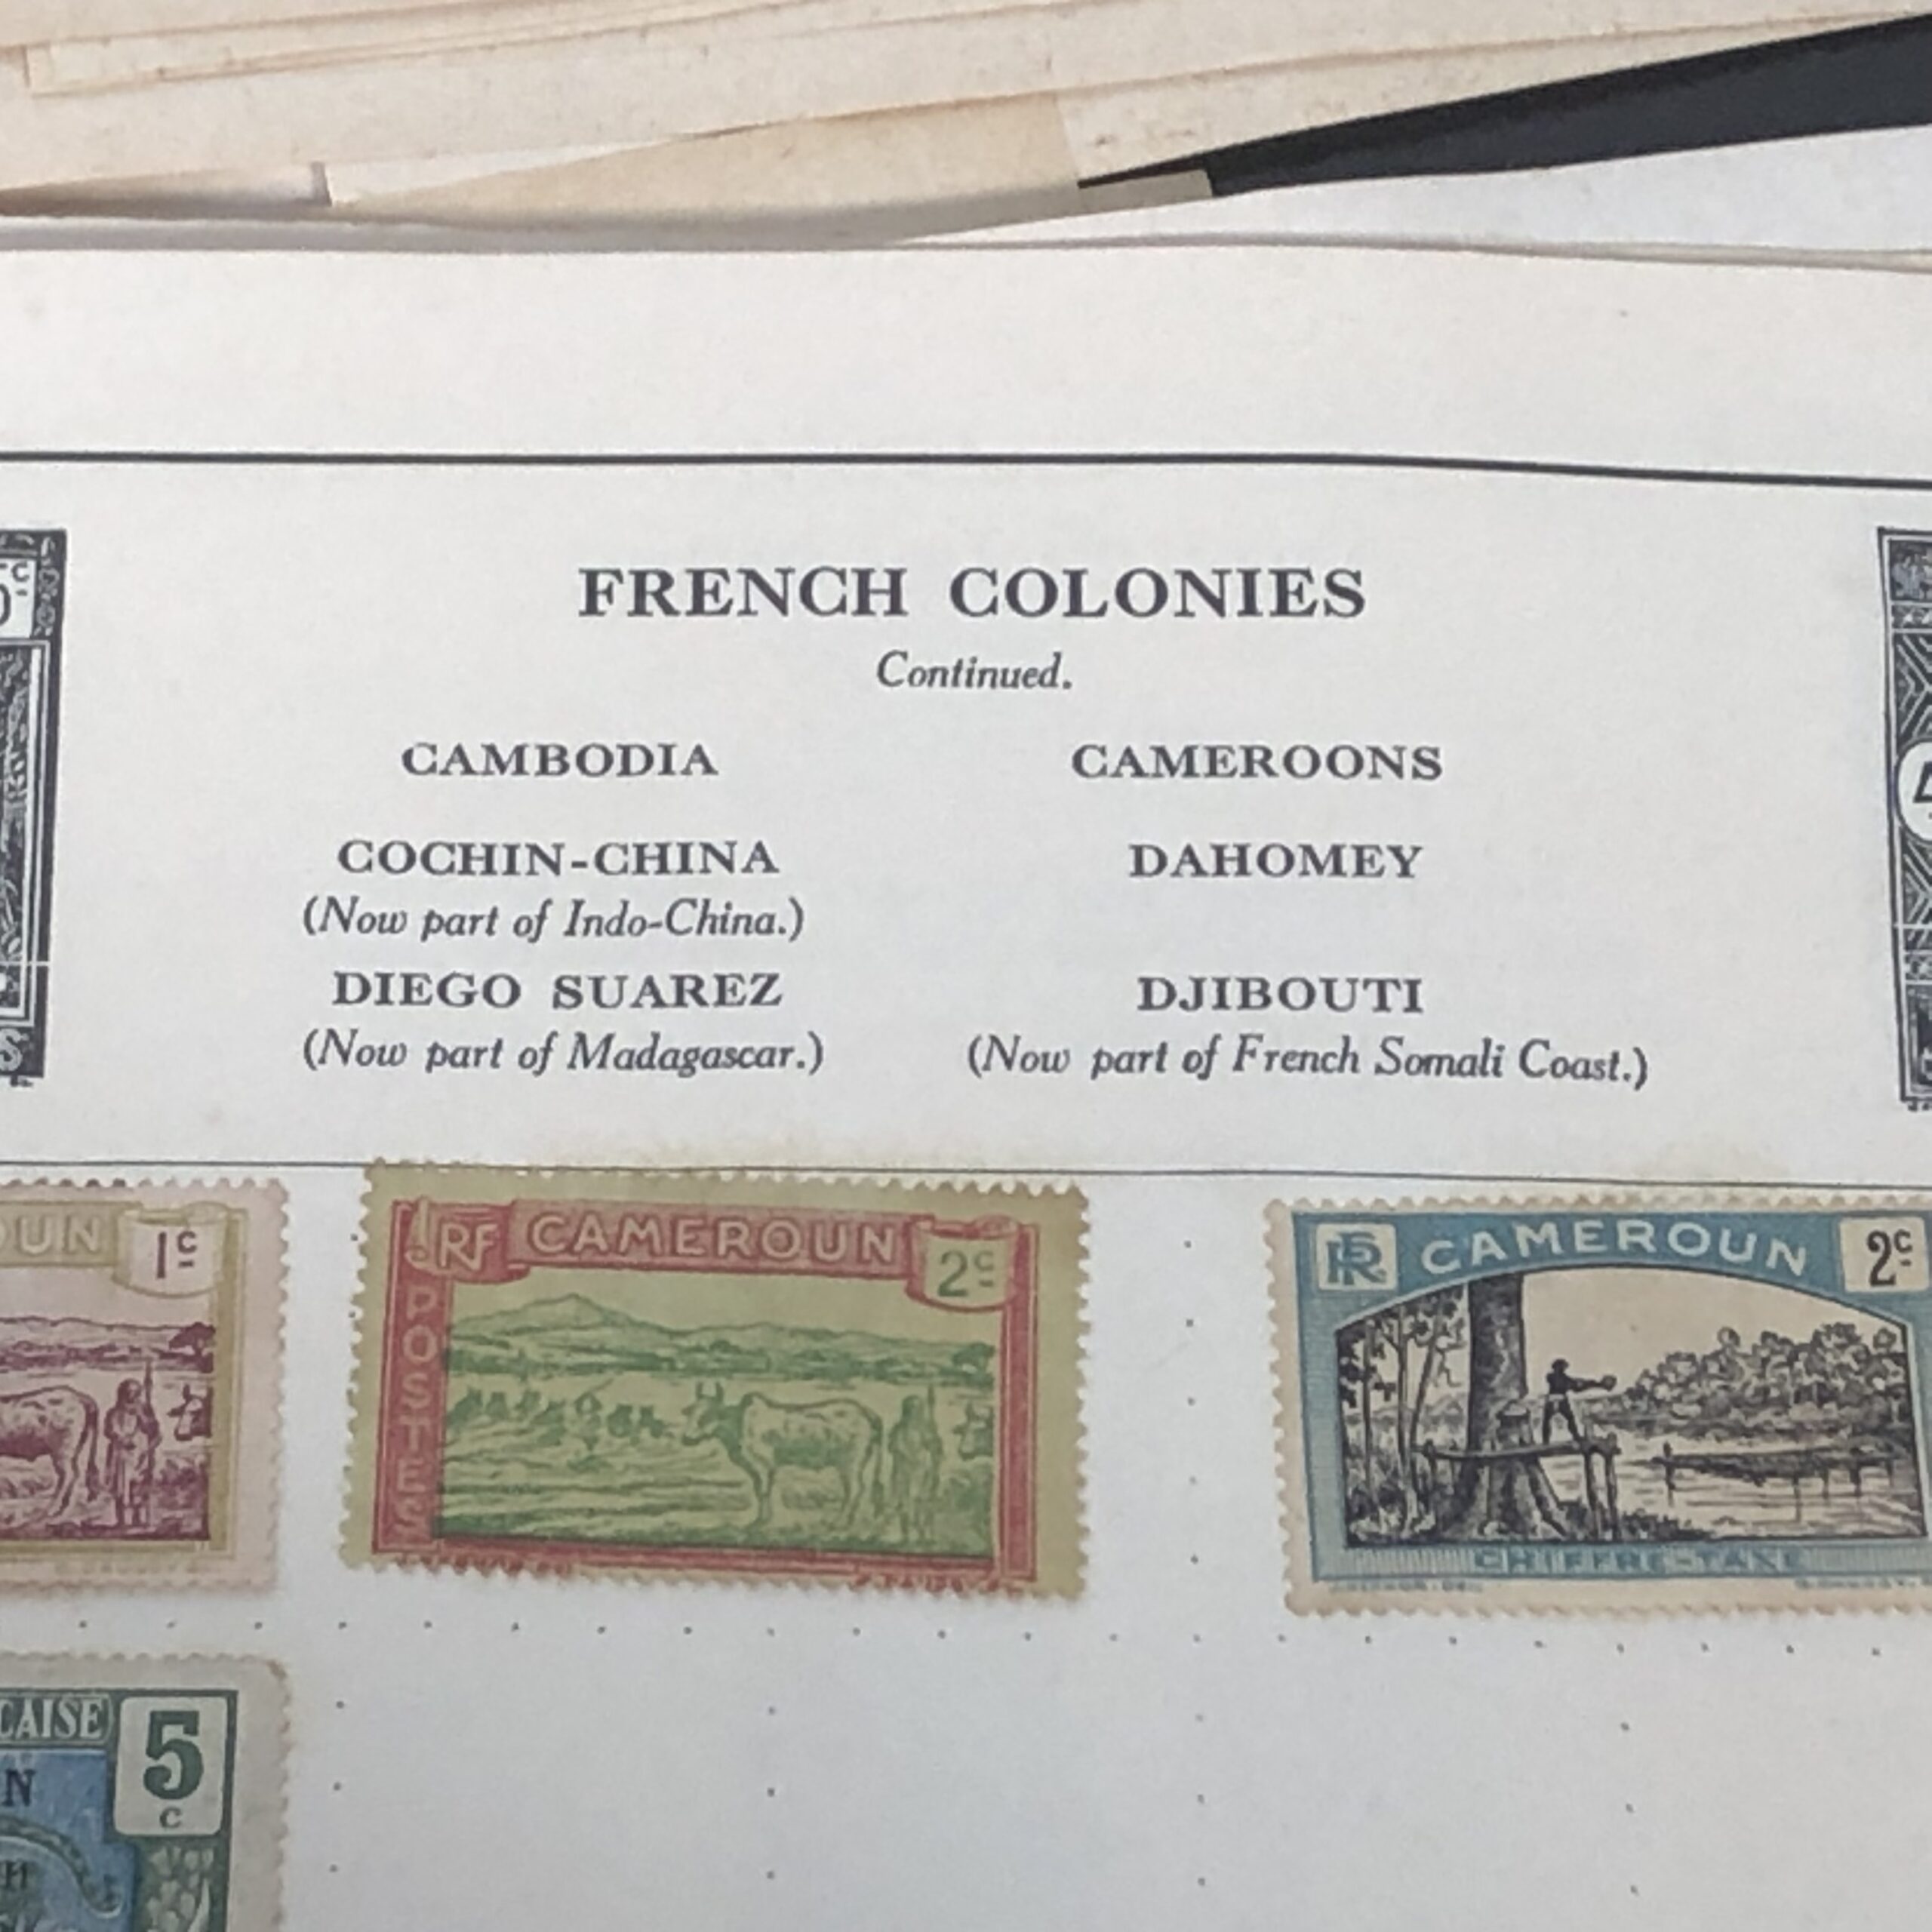 FRENCH COLONIES
Continued.
CAMBODIA
CAMEROONS
COCHIN-CHINA
(Now part of Indo-China.)
DAHOMEY
DIEGO SUAREZ
(Now part of Madagascar.)
DJIBOUTI
(Now part of French Somali Coast.)
1c
RF CAMEROUN 2c
POSTES
RF CAMEROUN 2c
CHIFFRE-TAXE
5
c